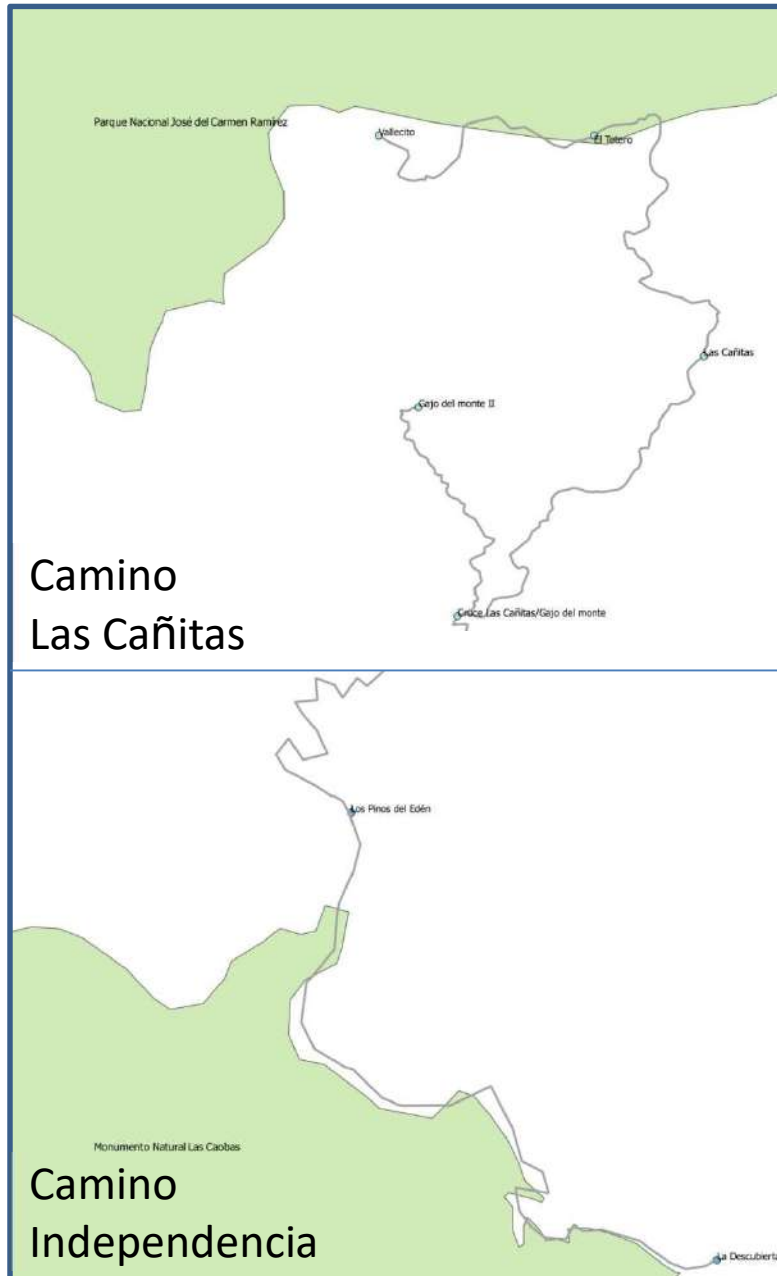 Parque Nacional José del Carmen Ramírez
Vallecito
El Tetero
Las Cañitas
Gajo del monte II
Cruce Las Cañitas/Gajo del monte
Camino
Las Cañitas
Los Pinos del Edén
Monumento Natural Las Caobas
Camino
Independencia
La Descubierta